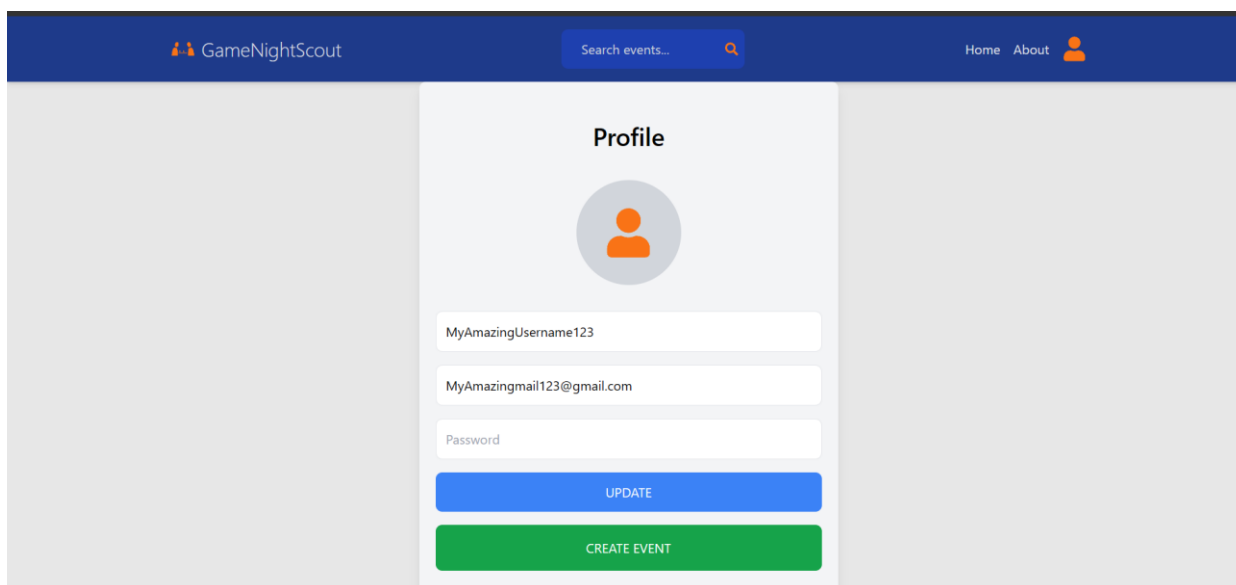 GameNightScout
Search events...
Home About
Profile
MyAmazingUsername123
MyAmazingmail123@gmail.com
Password
UPDATE
CREATE EVENT